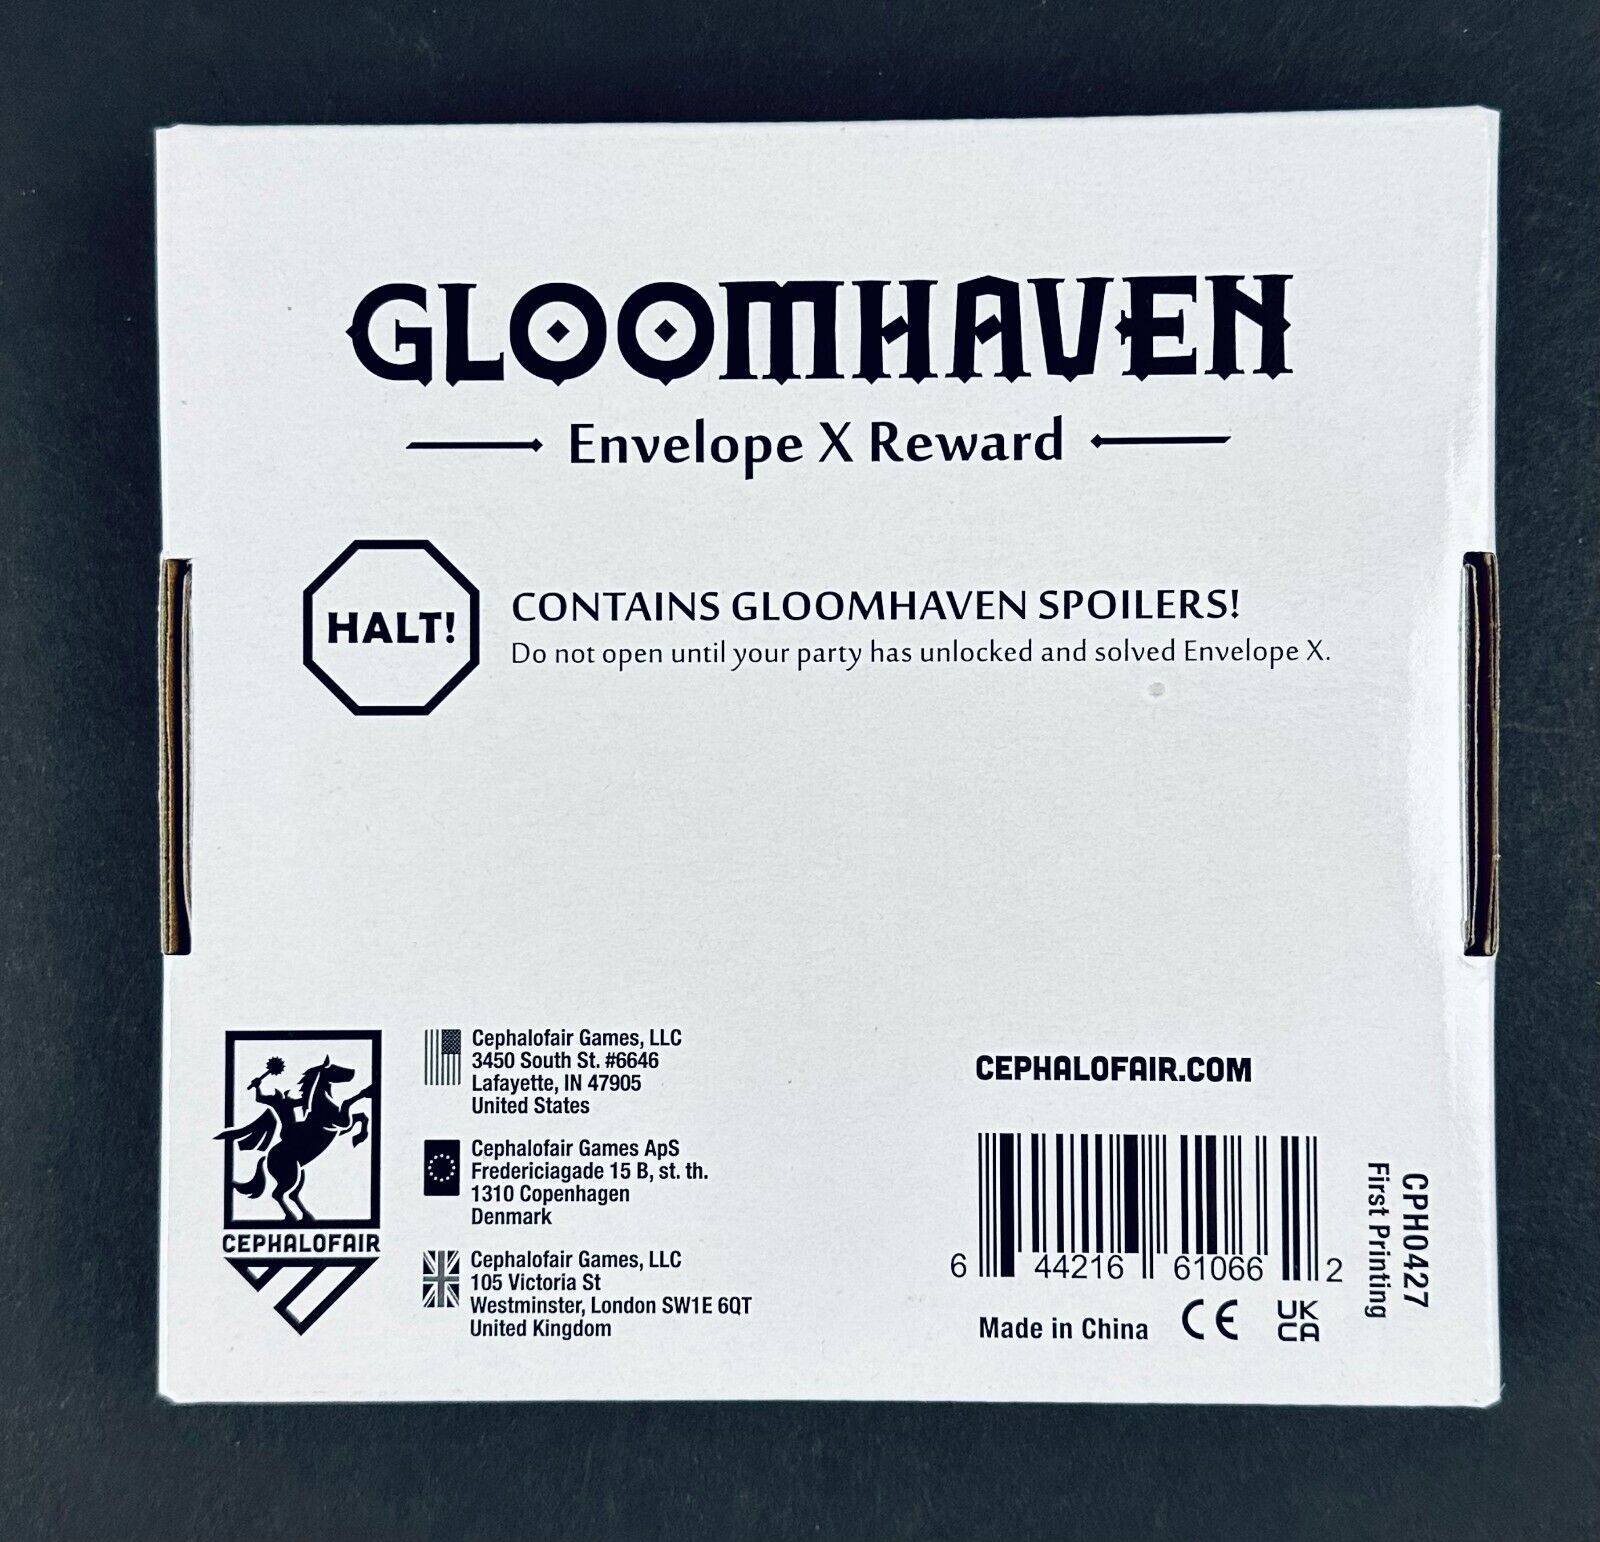 GLOOMHAVEN
Envelope X Reward
HALT!
CONTAINS GLOOMHAVEN SPOILERS!
Do not open until your party has unlocked and solved Envelope X.
CEPHALOFAIR
Cephalofair Games, LLC
3450 South St. #6646
Lafayette, IN 47905
United States
Cephalofair Games ApS
Fredericiagade 15 B, st. th.
1310 Copenhagen
Denmark
Cephalofair Games, LLC
105 Victoria St
Westminster, London SW1E 6QT
United Kingdom
CEPHALOFAIR.COM
6 44216 61066 2
Made in China CE UK
CA
CPH0427
First Printing